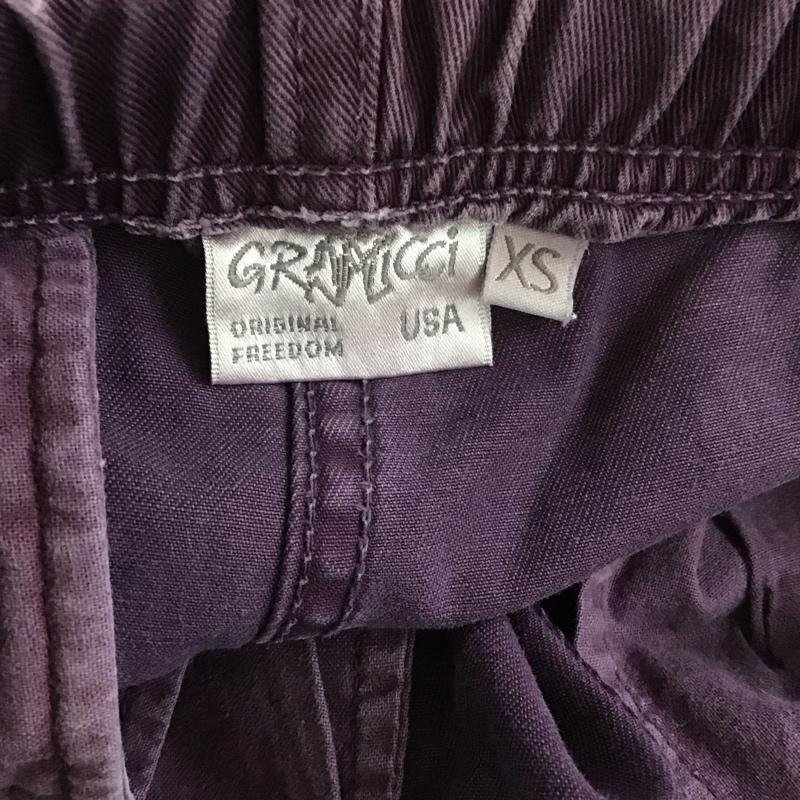 GRAMICCi
XS
ORIGINAL
FREEDOM
USA